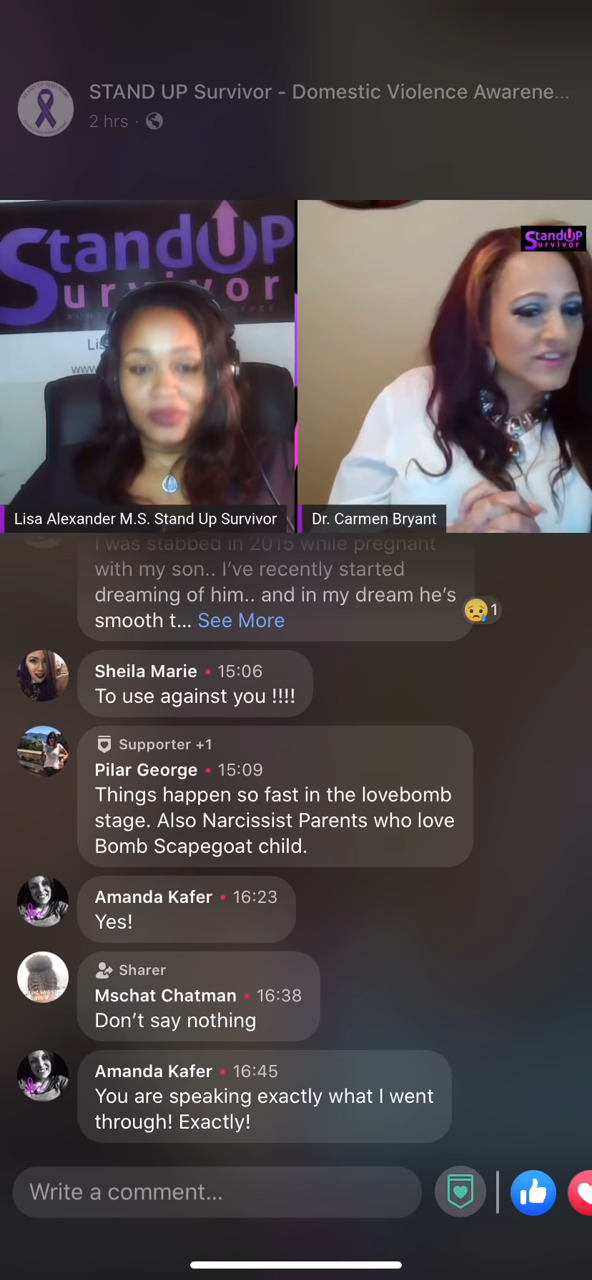 STAND UP Survivor - Domestic Violence Awarene...
2 hrs ·
StandUP
Survivor
Lis
www
StandUP
Survivor
Lisa Alexander M.S. Stand Up Survivor
Dr. Carmen Bryant
I was stabbed in 2015 while pregnant
with my son.. I've recently started
dreaming of him.. and in my dream he's
smooth t... See More
1
Sheila Marie • 15:06
To use against you !!!!
Supporter +1
Pilar George • 15:09
Things happen so fast in the lovebomb
stage. Also Narcissist Parents who love
Bomb Scapegoat child.
Amanda Kafer • 16:23
Yes!
Sharer
Mschat Chatman • 16:38
Don't say nothing
Amanda Kafer • 16:45
You are speaking exactly what I went
through! Exactly!
Write a comment...